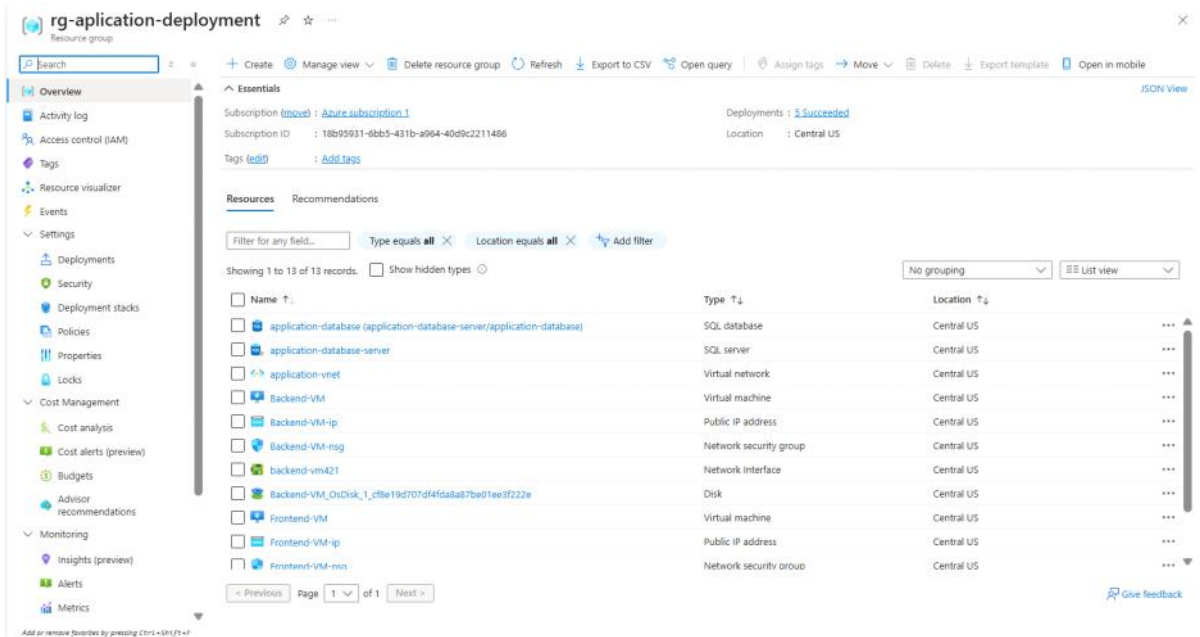 rg-aplication-deployment
Resource group
Search
Create Manage view Delete resource group Refresh Export to CSV Open query Assign tags Move Delete Export template Open in mobile
Overview
Activity log
Access control (IAM)
Tags
Resource visualizer
Events
Settings
Deployments
Security
Deployment stacks
Policies
Properties
Locks
Cost Management
Cost analysis
Cost alerts (preview)
Budgets
Advisor
recommendations
Monitoring
Insights (preview)
Alerts
Metrics
Add or remove favorites by pressing Ctrl+Shift+F
Essentials JSON View
Subscription (move) : Azure subscription 1 Deployments : 5 Succeeded
Subscription ID : 18b95931-6bb5-431b-a964-40d9c2211486 Location : Central US
Tags (edit) : Add tags
Resources Recommendations
Filter for any field... Type equals all Location equals all Add filter
Showing 1 to 13 of 13 records. Show hidden types No grouping List view
Name Type Location
application-database (application-database-server/application-database) SQL database Central US
application-database-server SQL server Central US
application-vnet Virtual network Central US
Backend-VM Virtual machine Central US
Backend-VM-ip Public IP address Central US
Backend-VM-nsg Network security group Central US
backend-vm421 Network Interface Central US
Backend-VM_OsDisk_1_cf8e19d707df4fda8a87be01ee3f222e Disk Central US
Frontend-VM Virtual machine Central US
Frontend-VM-ip Public IP address Central US
Frontend-VM-nsg Network security group Central US
< Previous Page 1 of 1 Next > Give feedback